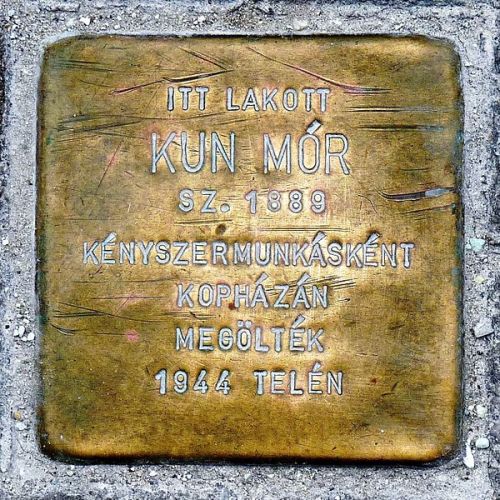 ITT LAKOTT
KUN MÓR
SZ. 1889
KÉNYSZERMUNKÁSKÉNT
KOPHÁZÁN
MEGÖLTÉK
1944 TELÉN